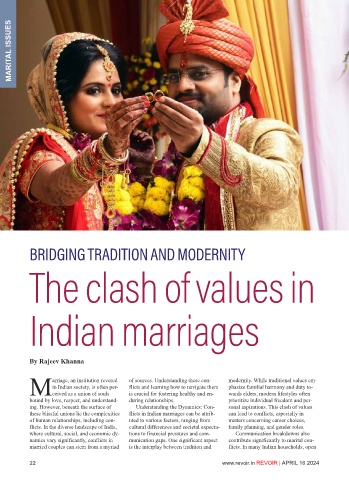 MARITAL ISSUES
BRIDGING TRADITION AND MODERNITY
The clash of values in
Indian marriages
By Rajeev Khanna
Marriage, an institution revered
in Indian society, is often per-
ceived as a union of souls
bound by love, respect, and understand-
ing. However, beneath the surface of
these blissful unions lie the complexities
of human relationships, including con-
flicts. In the diverse landscape of India,
where cultural, social, and economic dy-
namics vary significantly, conflicts in
married couples can stem from a myriad
of sources. Understanding these con-
flicts and learning how to navigate them
is crucial for fostering healthy and en-
during relationships.
Understanding the Dynamics: Con-
flicts in Indian marriages can be attrib-
uted to various factors, ranging from
cultural differences and societal expecta-
tions to financial pressures and com-
munication gaps. One significant aspect
is the interplay between tradition and
modernity. While traditional values em-
phasize familial harmony and duty to-
wards elders, modern lifestyles often
prioritize individual freedom and per-
sonal aspirations. This clash of values
can lead to conflicts, especially in
matters concerning career choices,
family planning, and gender roles.
Communication breakdowns also
contribute significantly to marital con-
flicts. In many Indian households, open
22
www.revoir.in REVOIR | APRIL 16 2024